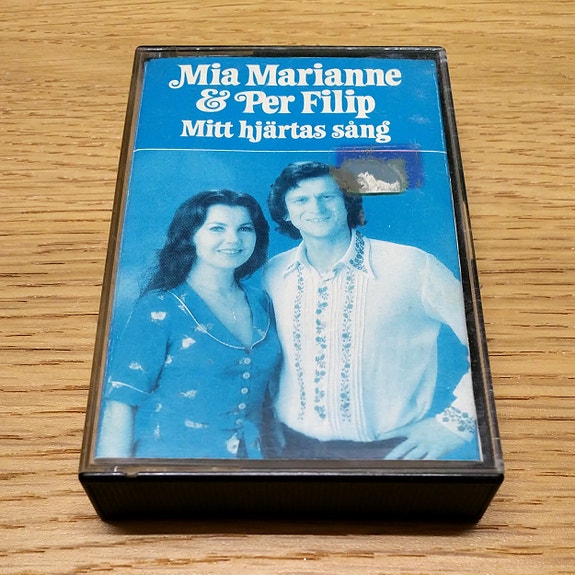 Mia Marianne
& Per Filip
Mitt hjärtas sång